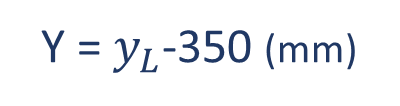 Y = y_L-350 (mm)